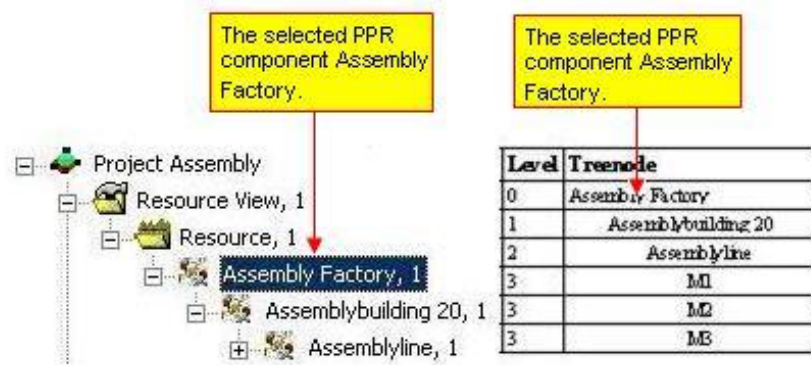 The selected PPR
component Assembly
Factory.
The selected PPR
component Assembly
Factory.
Project Assembly
Resource View, 1
Resource, 1
Assembly Factory, 1
Assemblybuilding 20, 1
Assemblyline, 1
Level Treenode
0 Assembly Factory
1 Assemblybuilding 20
2 Assemblyline
3 M1
3 M2
3 M3